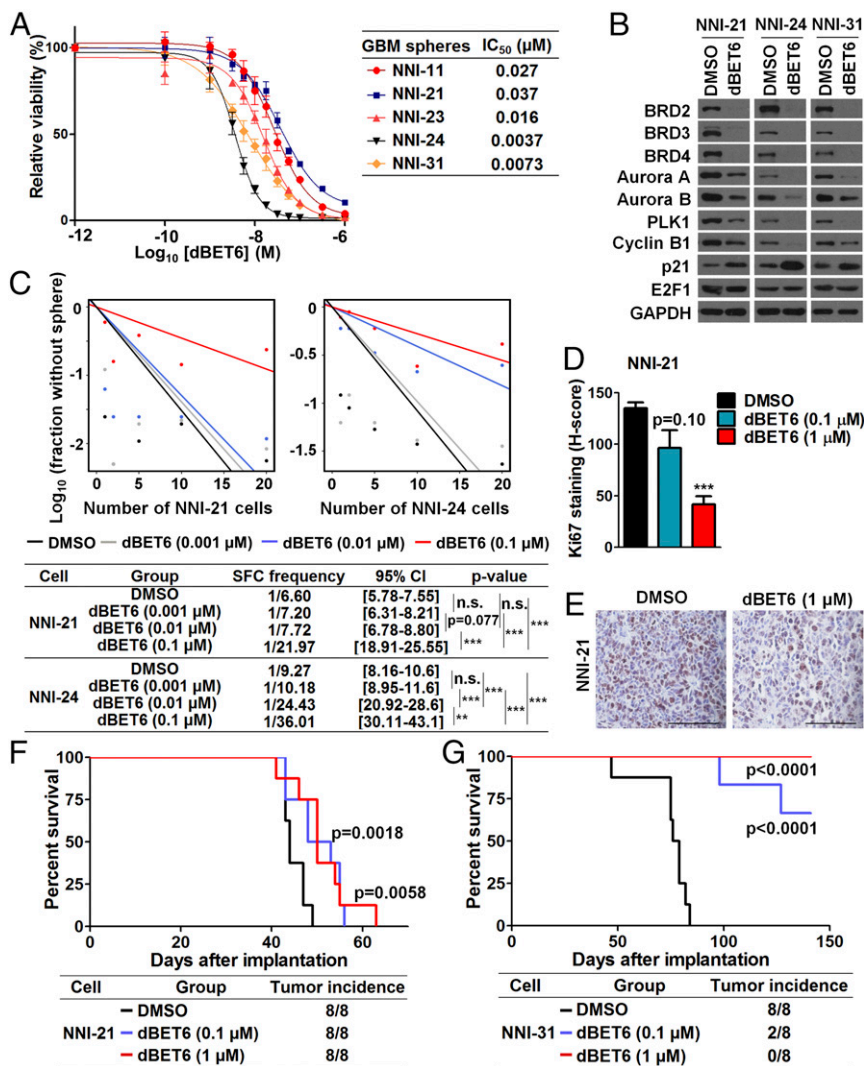 A
Relative viability (%)
100
50
0
-12
-10
-8
-6
Log10 [dBET6] (M)
GBM spheres IC50 (µM)
NNI-11 0.027
NNI-21 0.037
NNI-23 0.016
NNI-24 0.0037
NNI-31 0.0073
B
NNI-21 NNI-24 NNI-31
DMSO dBET6 DMSO dBET6 DMSO dBET6
BRD2
BRD3
BRD4
Aurora A
Aurora B
PLK1
Cyclin B1
p21
E2F1
GAPDH
C
Log10 (fraction without sphere)
0
-1
-2
0 5 10 15 20
Number of NNI-21 cells
0
-0.5
-1
-1.5
0 5 10 15 20
Number of NNI-24 cells
DMSO dBET6 (0.001 µM) dBET6 (0.01 µM) dBET6 (0.1 µM)
Cell Group SFC frequency 95% CI p-value
NNI-21
DMSO 1/6.60 [5.78-7.55]
dBET6 (0.001 µM) 1/7.20 [6.31-8.21]
dBET6 (0.01 µM) 1/7.72 [6.78-8.80]
dBET6 (0.1 µM) 1/21.97 [18.91-25.55]
n.s. n.s. ***
p=0.077 ***
***
NNI-24
DMSO 1/9.27 [8.16-10.6]
dBET6 (0.001 µM) 1/10.18 [8.95-11.6]
dBET6 (0.01 µM) 1/24.43 [20.92-28.6]
dBET6 (0.1 µM) 1/36.01 [30.11-43.1]
n.s. *** ***
*** ***
**
D
NNI-21
Ki67 staining (H-score)
150
100
50
0
p=0.10
***
DMSO
dBET6 (0.1 µM)
dBET6 (1 µM)
E
DMSO dBET6 (1 µM)
NNI-21
F
Percent survival
100
75
50
25
0
0 20 40 60
Days after implantation
p=0.0018
p=0.0058
Cell Group Tumor incidence
NNI-21
DMSO 8/8
dBET6 (0.1 µM) 8/8
dBET6 (1 µM) 8/8
G
Percent survival
100
75
50
25
0
0 50 100 150
Days after implantation
p<0.0001
p<0.0001
Cell Group Tumor incidence
NNI-31
DMSO 8/8
dBET6 (0.1 µM) 2/8
dBET6 (1 µM) 0/8